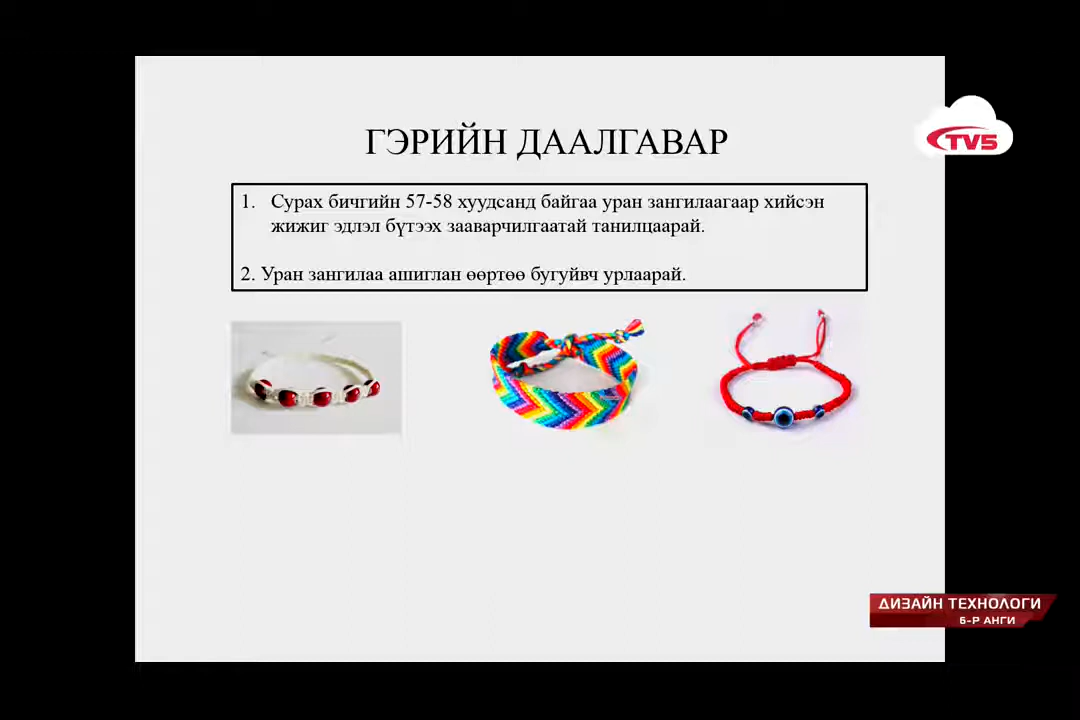 ГЭРИЙН ДААЛГАВАР
TV5
1. Сурах бичгийн 57-58 хуудсанд байгаа уран зангилаагаар хийсэн
жижиг эдлэл бүтээх зааварчилгаатай танилцаарай.
2. Уран зангилаа ашиглан өөртөө бугуйвч урлаарай.
ДИЗАЙН ТЕХНОЛОГИ
6-Р АНГИ